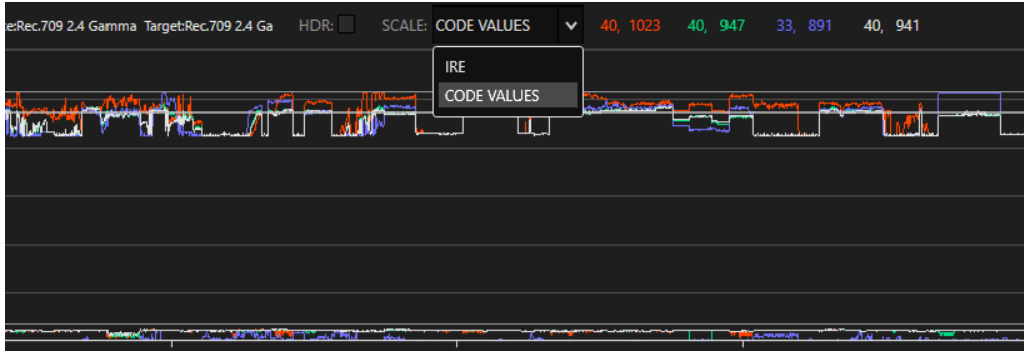 e:Rec.709 2.4 Gamma Target:Rec.709 2.4 Ga HDR: SCALE: CODE VALUES 40, 1023 40, 947 33, 891 40, 941
IRE
CODE VALUES